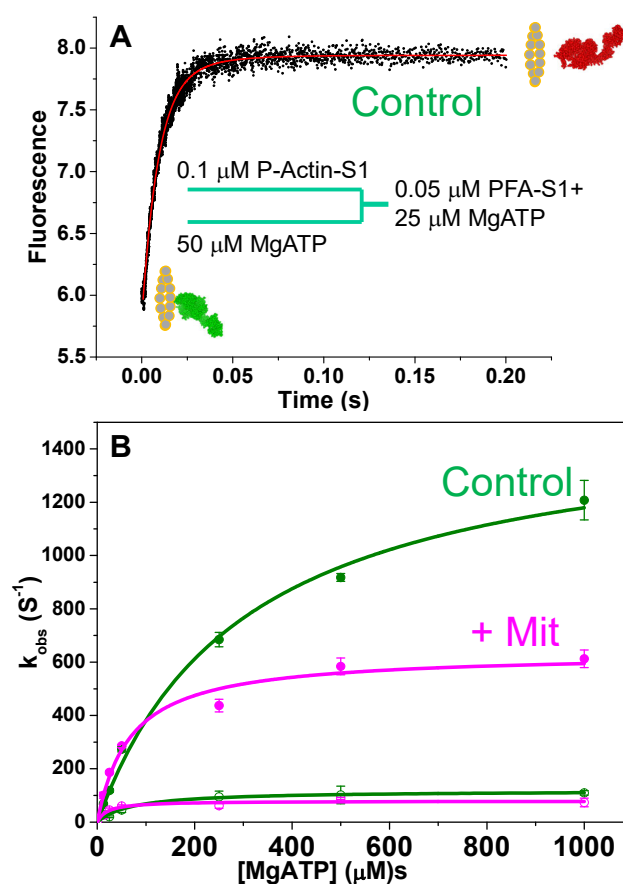 A
8.0
7.5
7.0
6.5
6.0
5.5
Fluorescence
Control
0.1 μM P-Actin-S1
50 μM MgATP
0.05 μM PFA-S1+
25 μM MgATP
0.00 0.05 0.10 0.15 0.20
Time (s)
B
1400
1200
1000
800
600
400
200
0
k_obs (S⁻¹)
Control
+ Mit
0 200 400 600 800 1000
[MgATP] (μM)s